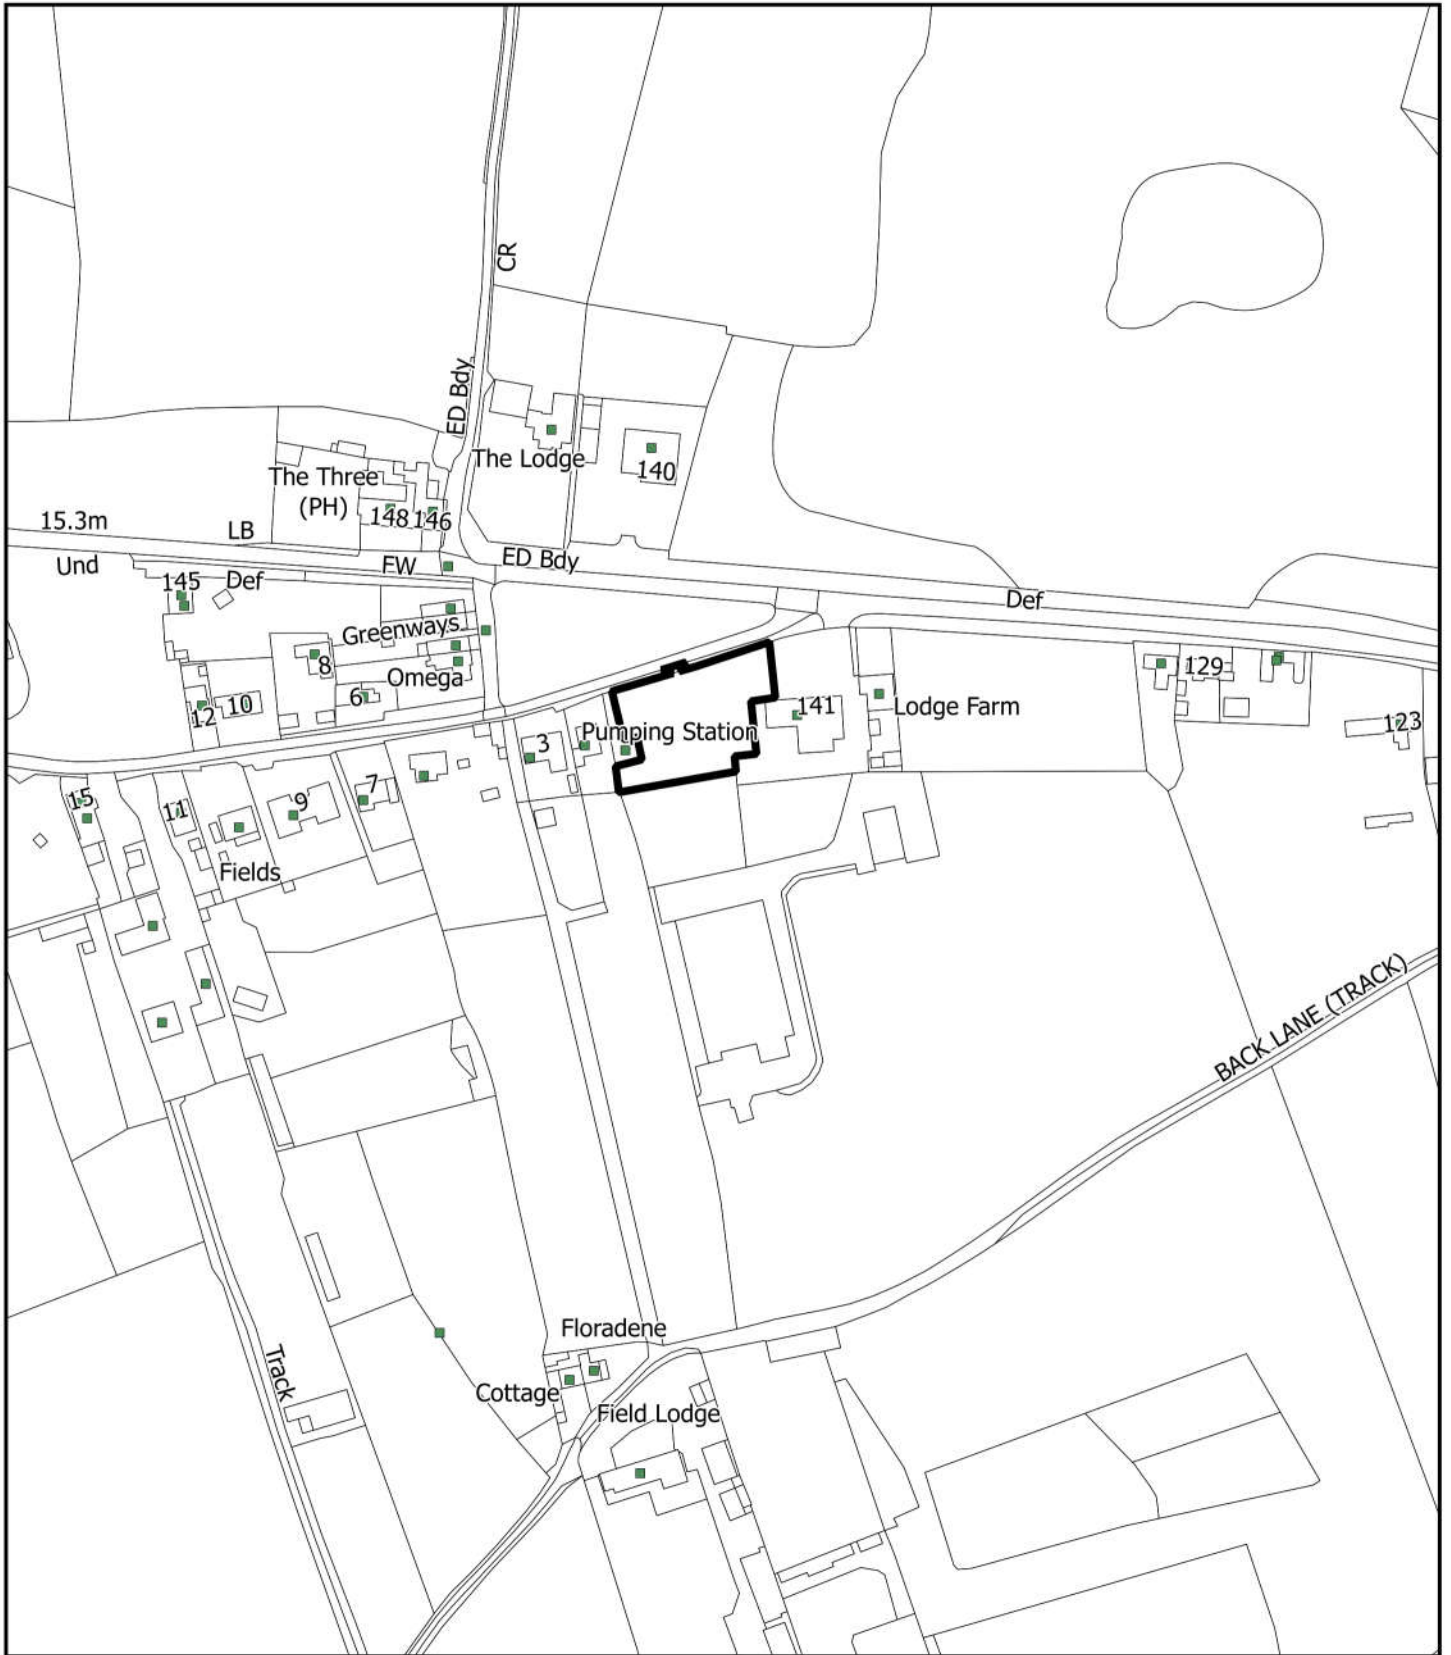 CR
ED Bdy
The Lodge
140
The Three
(PH)
148
146
15.3m
LB
Und
FW
ED Bdy
145
Def
Def
Greenways
8
Omega
129
6
10
12
141
Lodge Farm
123
3
Pumping Station
7
15
11
9
Fields
BACK LANE (TRACK)
Floradene
Track
Cottage
Field Lodge